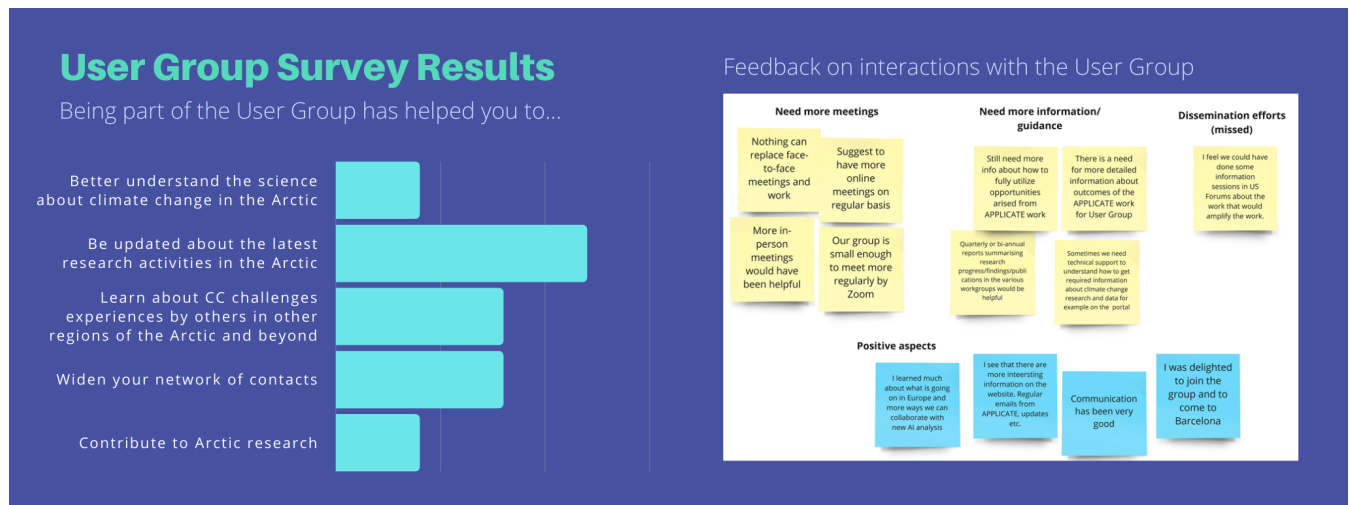 User Group Survey Results
Being part of the User Group has helped you to...
Better understand the science
about climate change in the Arctic
Be updated about the latest
research activities in the Arctic
Learn about CC challenges
experiences by others in other
regions of the Arctic and beyond
Widen your network of contacts
Contribute to Arctic research
Feedback on interactions with the User Group
Need more meetings
Nothing can
replace face-
to-face
meetings and
work
Suggest to
have more
online
meetings on
regular basis
More in-
person
meetings
would have
been helpful
Our group is
small enough
to meet more
regularly by
Zoom
Need more information/
guidance
Still need more
info about how to
fully utilize
opportunities
arised from
APPLICATE work
There is a need
for more detailed
information about
outcomes of the
APPLICATE work
for User Group
Quarterly or bi-annual
reports summarising
research
progress/findings/publi
cations in the various
workgroups would be
helpful
Sometimes we need
technical support to
understand how to get
required information
about climate change
research and data for
example on the portal
Dissemination efforts
(missed)
I feel we could have
done some
information
sessions in US
Forums about the
work that would
amplify the work.
Positive aspects
I learned much
about what is going
on in Europe and
more ways we can
collaborate with
new AI analysis
I see that there are
more inteersting
information on the
website. Regular
emails from
APPLICATE, updates
etc.
Communication
has been very
good
I was delighted
to join the
group and to
come to
Barcelona